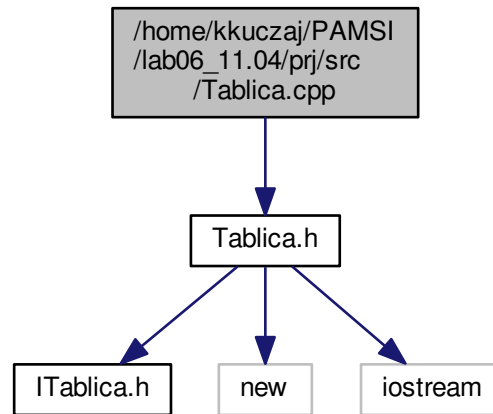 /home/kkuczaj/PAMSI
/lab06_11.04/prj/src
/Tablica.cpp
Tablica.h
ITablica.h
new
iostream